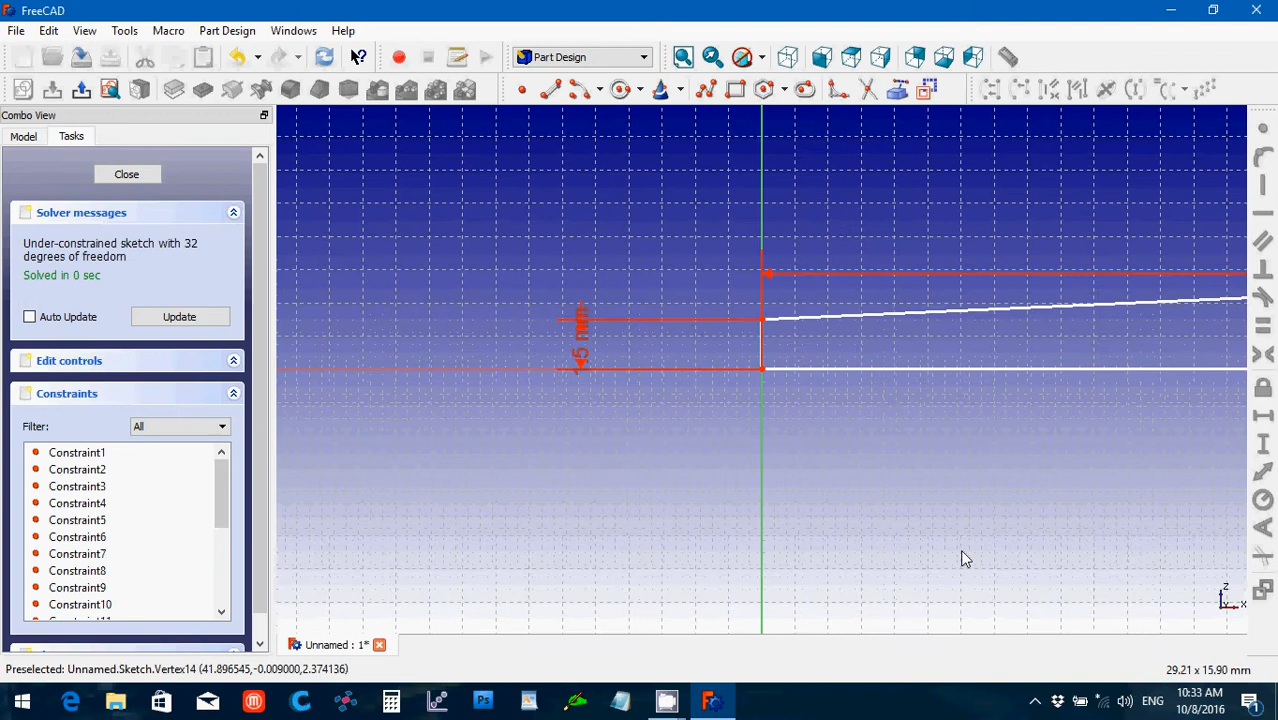 FreeCAD
File Edit View Tools Macro Part Design Windows Help
Part Design
Combo View
Model Tasks
Close
Solver messages
Under-constrained sketch with 32
degrees of freedom
Solved in 0 sec
Auto Update Update
Edit controls
Constraints
Filter: All
Constraint1
Constraint2
Constraint3
Constraint4
Constraint5
Constraint6
Constraint7
Constraint8
Constraint9
Constraint10
5 mm
Z
X
Unnamed : 1*
Preselected: Unnamed.Sketch.Vertex14 (41.896545,-0.009000,2.374136) 29.21 x 15.90 mm
ENG 10:33 AM
10/8/2016